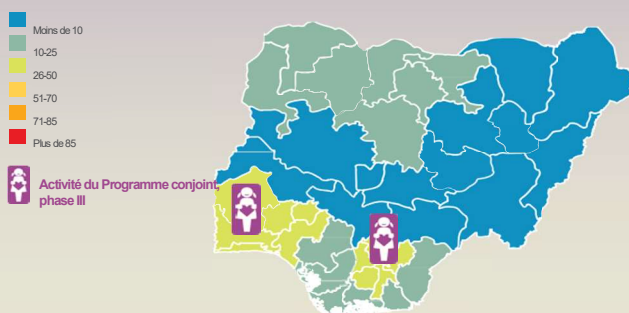 Moins de 10
10-25
26-50
51-70
71-85
Plus de 85
Activité du Programme conjoint,
phase III